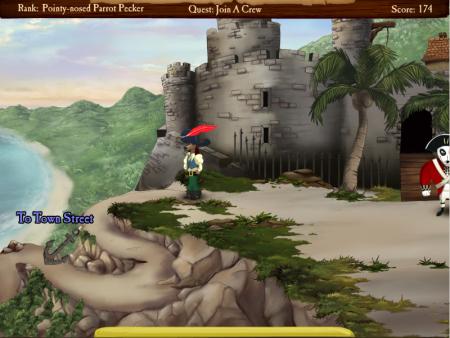 Rank: Pointy-nosed Parrot Pecker
Quest: Join A Crew
Score: 174
To Town Street